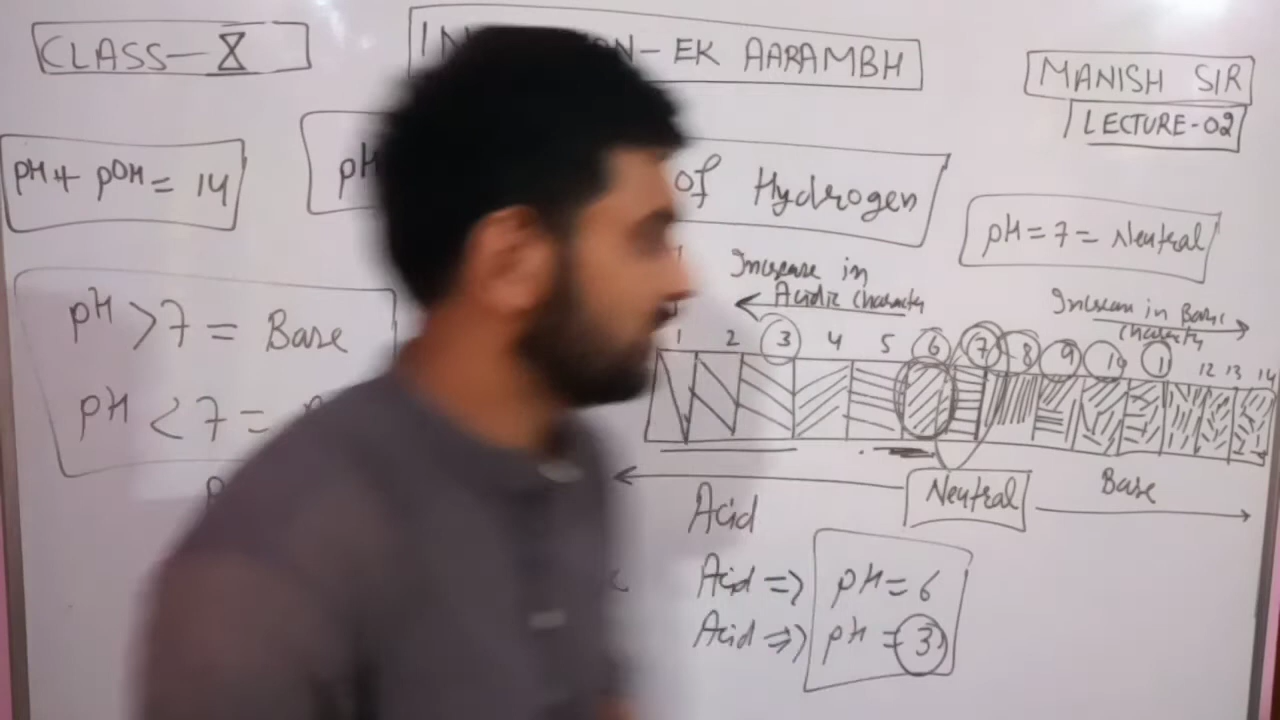 CLASS-X
EK AARAMBH
MANISH SIR
LECTURE-02
pH + pOH = 14
pH
of Hydrogen
pH = 7 = Neutral
pH > 7 = Base
pH < 7 =
Increase in
Acidic character
Increase in Basic
character
1 2 3 4 5 6 7 8 9 10 11 12 13 14
Acid
Neutral
Base
Acid => pH = 6
Acid => pH = 3